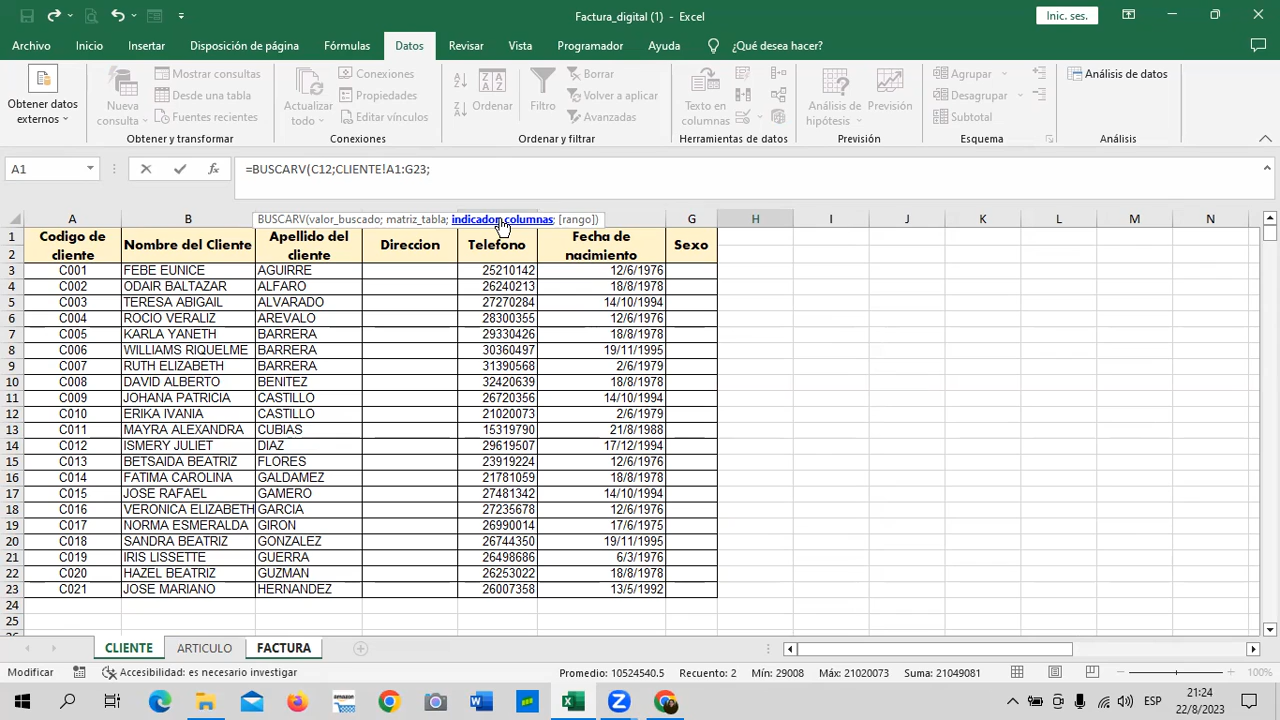 Factura_digital (1) - Excel
Inic. ses.
Archivo Inicio Insertar Disposición de página Fórmulas Datos Revisar Vista Programador Ayuda ¿Qué desea hacer?
Obtener datos externos
Nueva consulta
Mostrar consultas
Desde una tabla
Fuentes recientes
Obtener y transformar
Actualizar todo
Conexiones
Propiedades
Editar vínculos
Conexiones
Ordenar
Filtro
Borrar
Volver a aplicar
Avanzadas
Ordenar y filtrar
Texto en columnas
Herramientas de datos
Análisis de hipótesis
Previsión
Previsión
Agrupar
Desagrupar
Subtotal
Esquema
Análisis de datos
Análisis
A1 fx =BUSCARV(C12;CLIENTE!A1:G23;
BUSCARV(valor_buscado; matriz_tabla; indicador_columnas; [rango])
A B G H I J K L M N
1 2 Codigo de cliente Nombre del Cliente Apellido del cliente Direccion Telefono Fecha de nacimiento Sexo
3 C001 FEBE EUNICE AGUIRRE 25210142 12/6/1976
4 C002 ODAIR BALTAZAR ALFARO 26240213 18/8/1978
5 C003 TERESA ABIGAIL ALVARADO 27270284 14/10/1994
6 C004 ROCIO VERALIZ AREVALO 28300355 12/6/1976
7 C005 KARLA YANETH BARRERA 29330426 18/8/1978
8 C006 WILLIAMS RIQUELME BARRERA 30360497 19/11/1995
9 C007 RUTH ELIZABETH BARRERA 31390568 2/6/1979
10 C008 DAVID ALBERTO BENITEZ 32420639 18/8/1978
11 C009 JOHANA PATRICIA CASTILLO 26720356 14/10/1994
12 C010 ERIKA IVANIA CASTILLO 21020073 2/6/1979
13 C011 MAYRA ALEXANDRA CUBIAS 15319790 21/8/1988
14 C012 ISMERY JULIET DIAZ 29619507 17/12/1994
15 C013 BETSAIDA BEATRIZ FLORES 23919224 12/6/1976
16 C014 FATIMA CAROLINA GALDAMEZ 21781059 18/8/1978
17 C015 JOSE RAFAEL GAMERO 27481342 14/10/1994
18 C016 VERONICA ELIZABETH GARCIA 27235678 12/6/1976
19 C017 NORMA ESMERALDA GIRON 26990014 17/6/1975
20 C018 SANDRA BEATRIZ GONZALEZ 26744350 19/11/1995
21 C019 IRIS LISSETTE GUERRA 26498686 6/3/1976
22 C020 HAZEL BEATRIZ GUZMAN 26253022 18/8/1978
23 C021 JOSE MARIANO HERNANDEZ 26007358 13/5/1992
24
25
CLIENTE ARTICULO FACTURA
Modificar Accesibilidad: es necesario investigar Promedio: 10524540.5 Recuento: 2 Mín: 29008 Máx: 21020073 Suma: 21049081 100%
amazon
ESP
21:24
22/8/2023